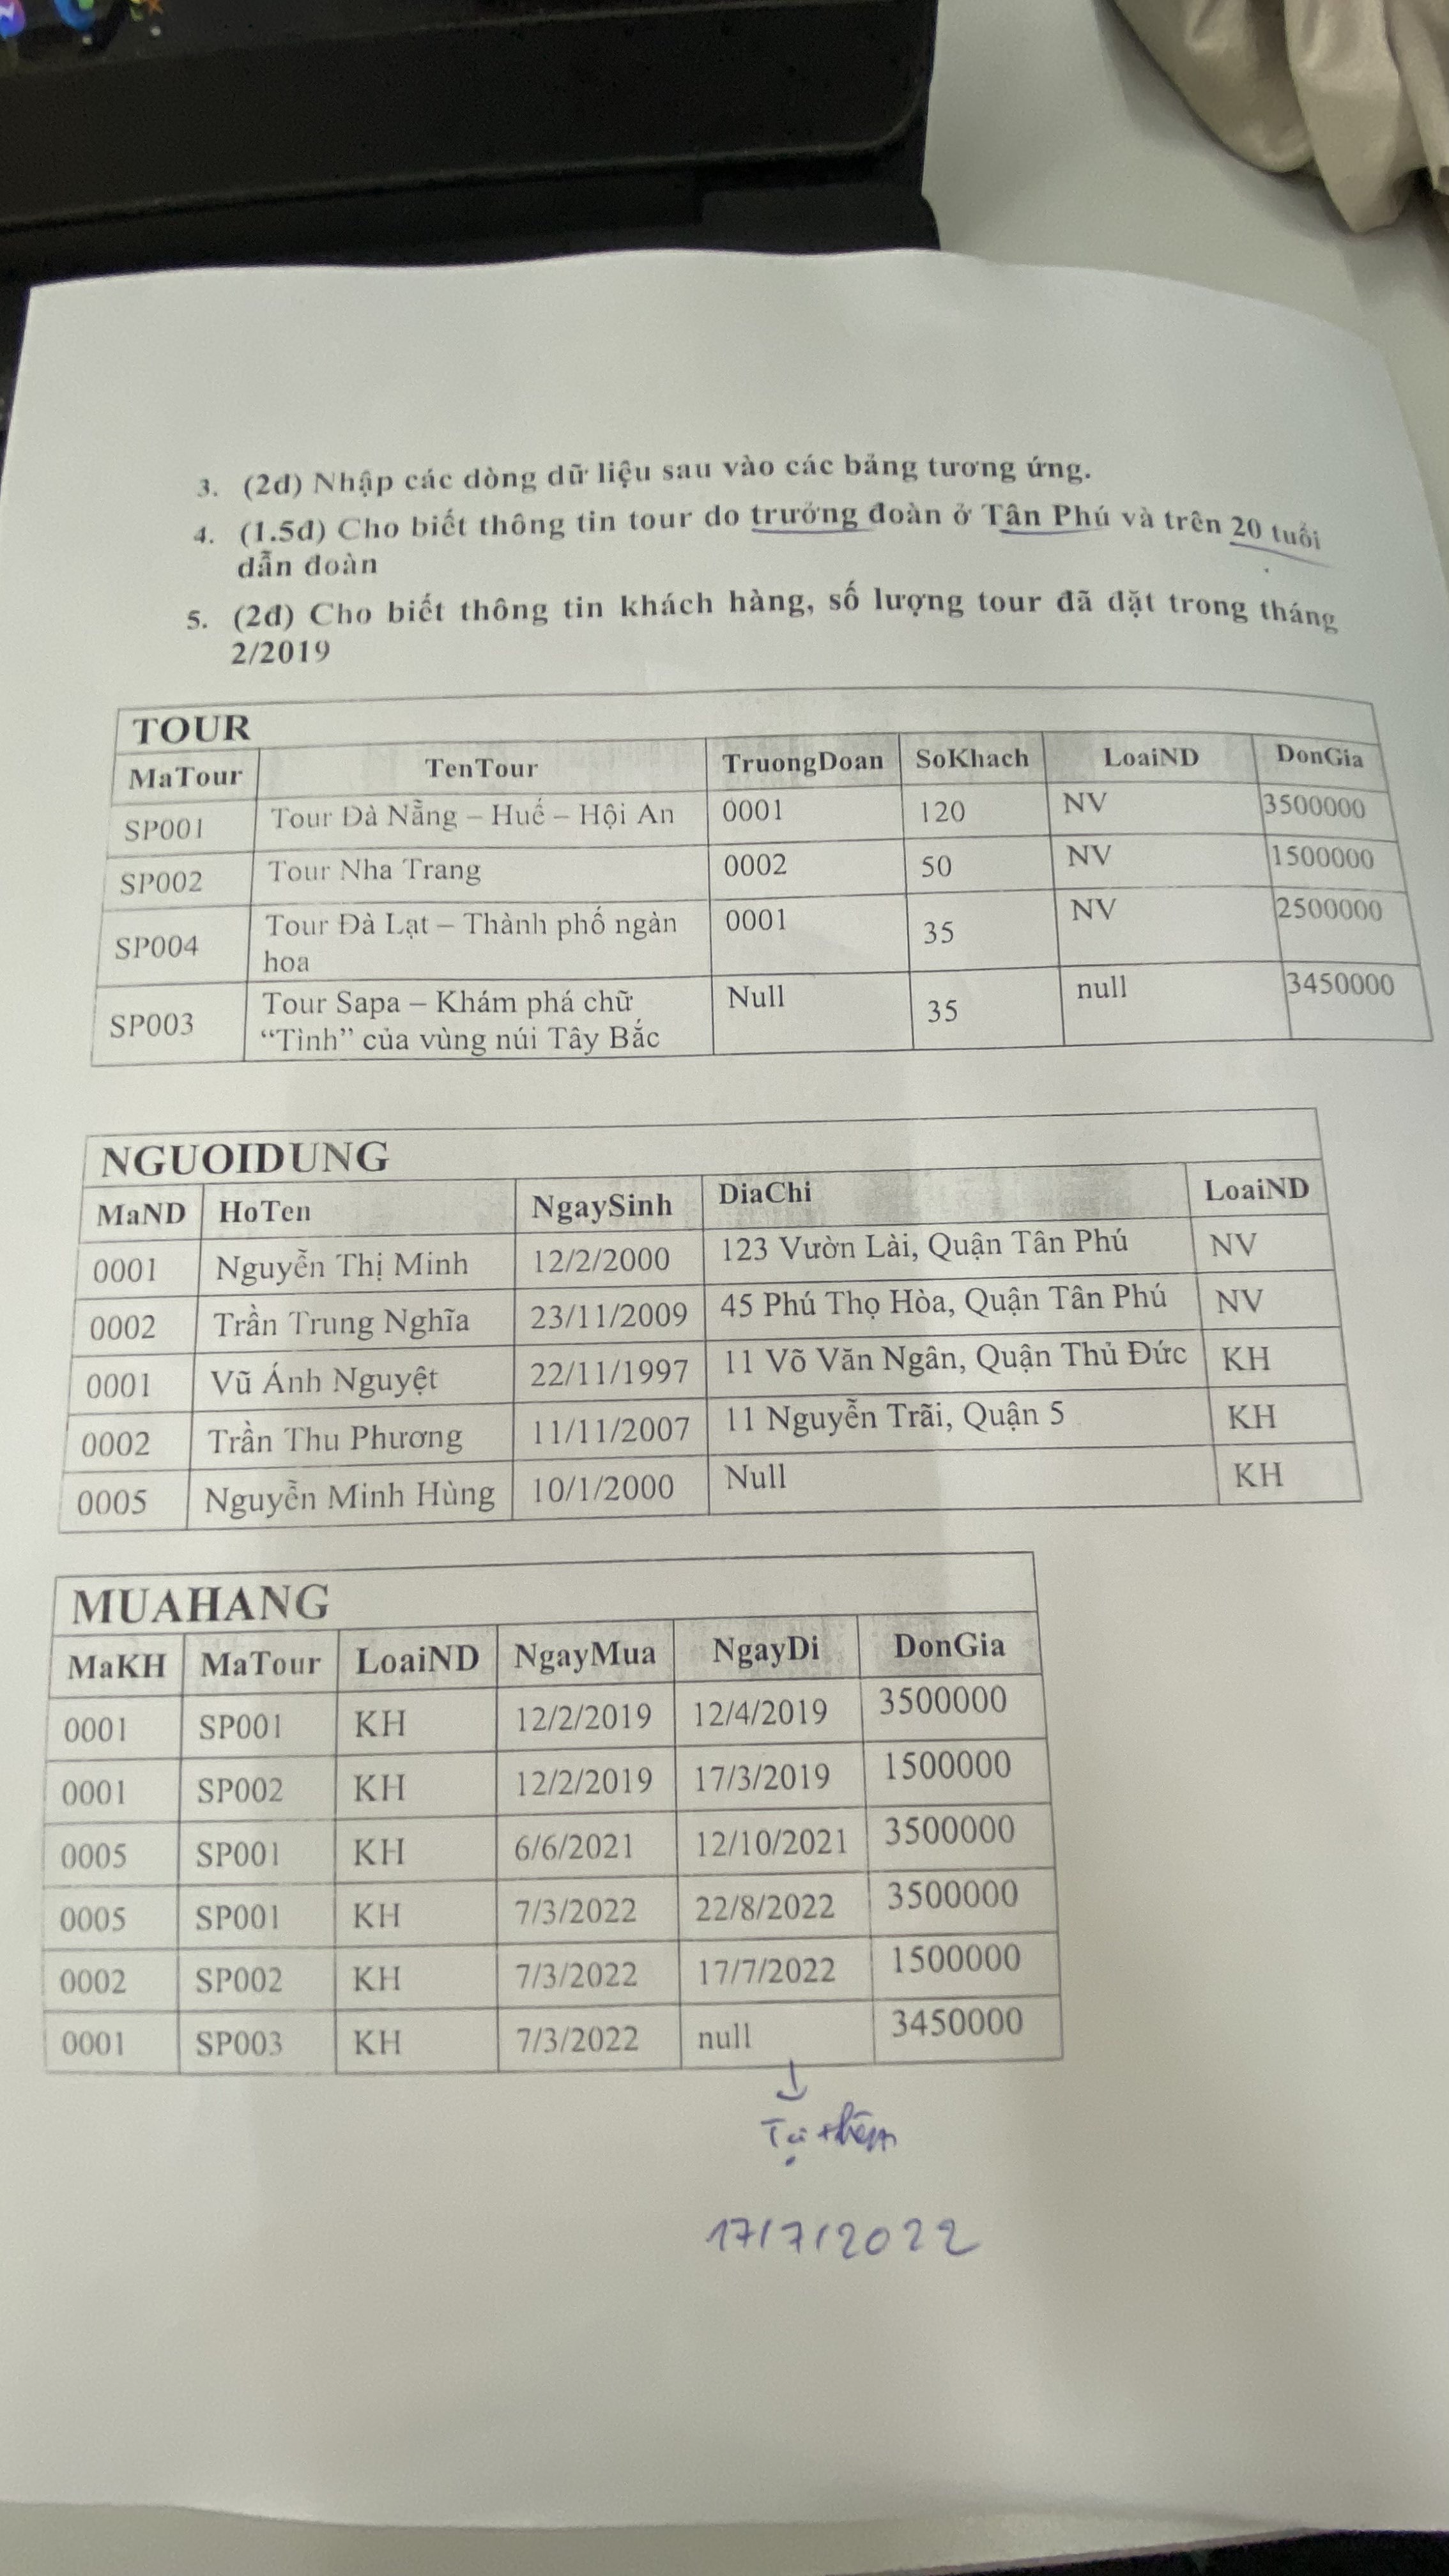 3. (2đ) Nhập các dòng dữ liệu sau vào các bảng tương ứng.
4. (1.5đ) Cho biết thông tin tour do trưởng đoàn ở Tân Phú và trên 20 tuổi
dẫn đoàn
5. (2đ) Cho biết thông tin khách hàng, số lượng tour đã đặt trong tháng
2/2019
TOUR
MaTour TenTour TruongDoan SoKhach LoaiND DonGia
SP001 Tour Đà Nẵng – Huế – Hội An 0001 120 NV 3500000
SP002 Tour Nha Trang 0002 50 NV 1500000
SP004 Tour Đà Lạt – Thành phố ngàn 0001 35 NV 2500000
hoa
SP003 Tour Sapa – Khám phá chữ Null 35 null 3450000
“Tình” của vùng núi Tây Bắc
NGUOIDUNG
MaND HoTen NgaySinh DiaChi LoaiND
0001 Nguyễn Thị Minh 12/2/2000 123 Vườn Lài, Quận Tân Phú NV
0002 Trần Trung Nghĩa 23/11/2009 45 Phú Thọ Hòa, Quận Tân Phú NV
0001 Vũ Ánh Nguyệt 22/11/1997 11 Võ Văn Ngân, Quận Thủ Đức KH
0002 Trần Thu Phương 11/11/2007 11 Nguyễn Trãi, Quận 5 KH
0005 Nguyễn Minh Hùng 10/1/2000 Null KH
MUAHANG
MaKH MaTour LoaiND NgayMua NgayDi DonGia
0001 SP001 KH 12/2/2019 12/4/2019 3500000
0001 SP002 KH 12/2/2019 17/3/2019 1500000
0005 SP001 KH 6/6/2021 12/10/2021 3500000
0005 SP001 KH 7/3/2022 22/8/2022 3500000
0002 SP002 KH 7/3/2022 17/7/2022 1500000
0001 SP003 KH 7/3/2022 null 3450000
Tự thêm
17/7/2022